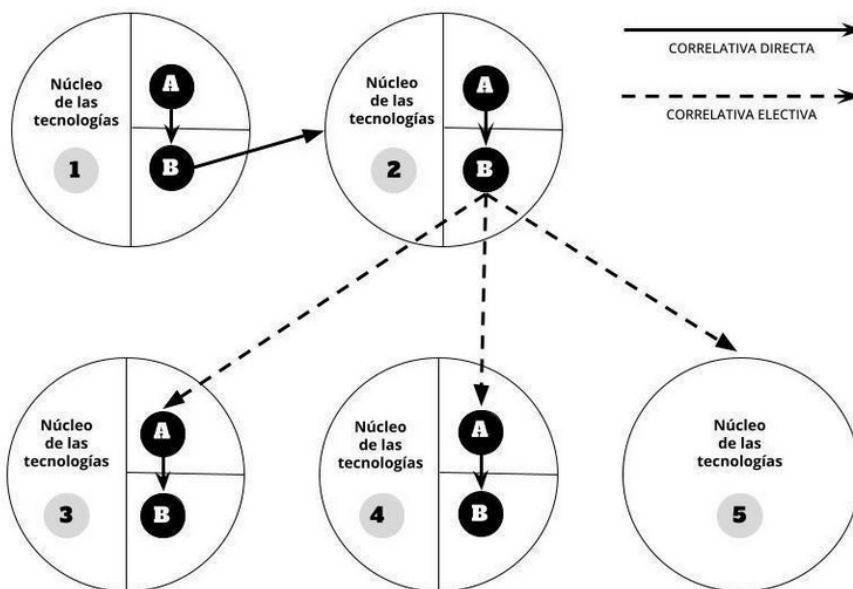 Núcleo
de las
tecnologías
1
A
B
Núcleo
de las
tecnologías
2
A
B
CORRELATIVA DIRECTA
CORRELATIVA ELECTIVA
Núcleo
de las
tecnologías
3
A
B
Núcleo
de las
tecnologías
4
A
B
Núcleo
de las
tecnologías
5